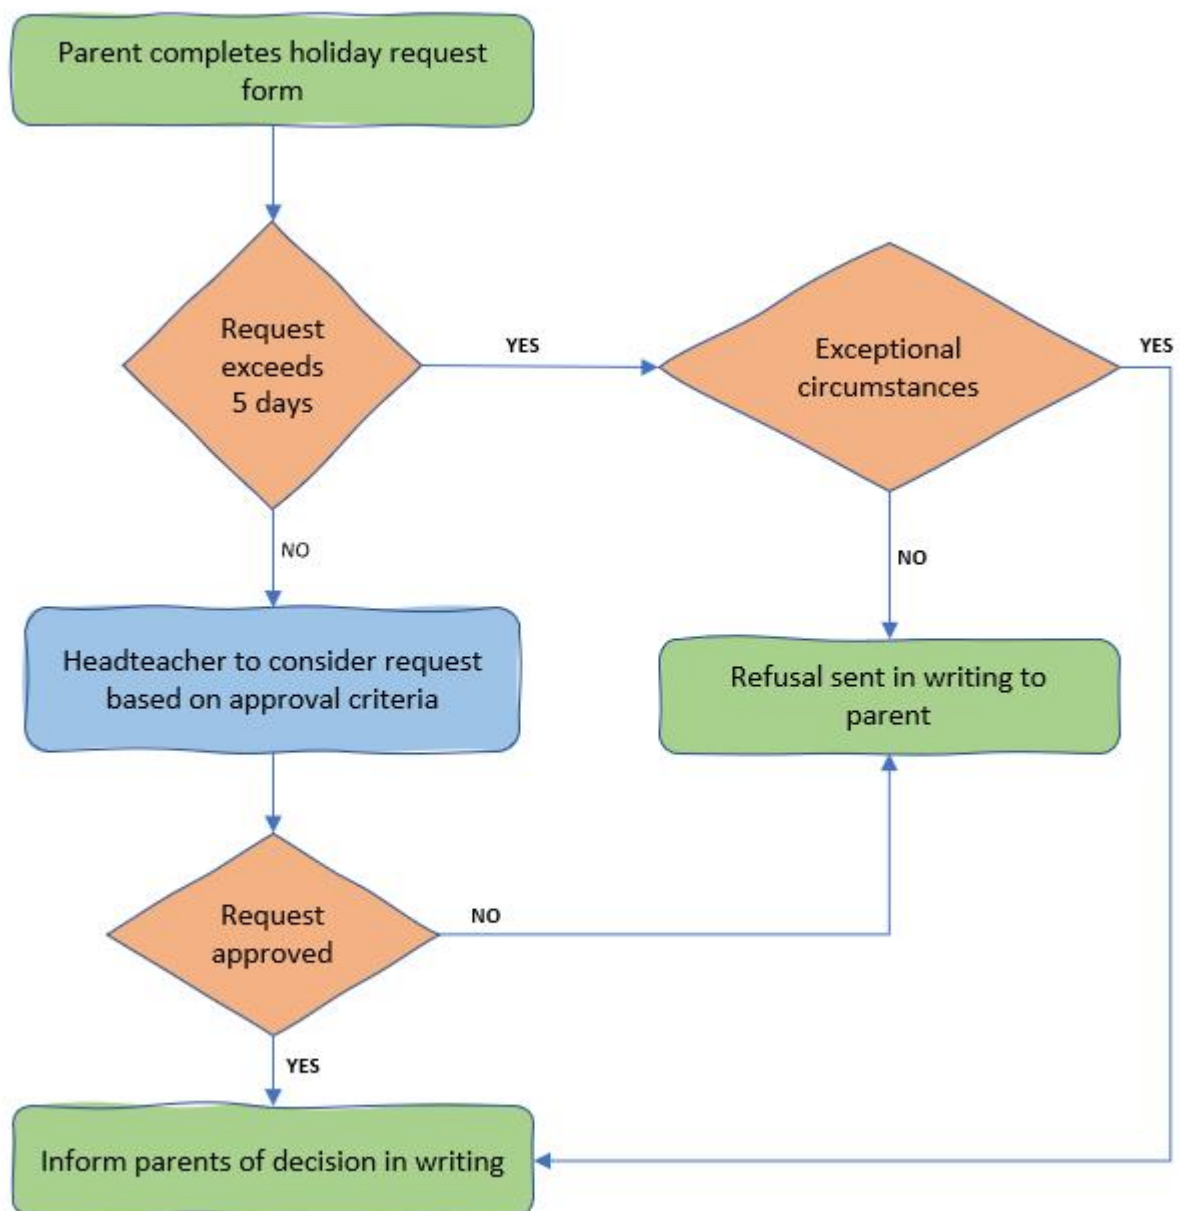 Parent completes holiday request
form
Request
exceeds
5 days
YES
Exceptional
circumstances
YES
NO
NO
Headteacher to consider request
based on approval criteria
Refusal sent in writing to
parent
Request
approved
NO
YES
Inform parents of decision in writing